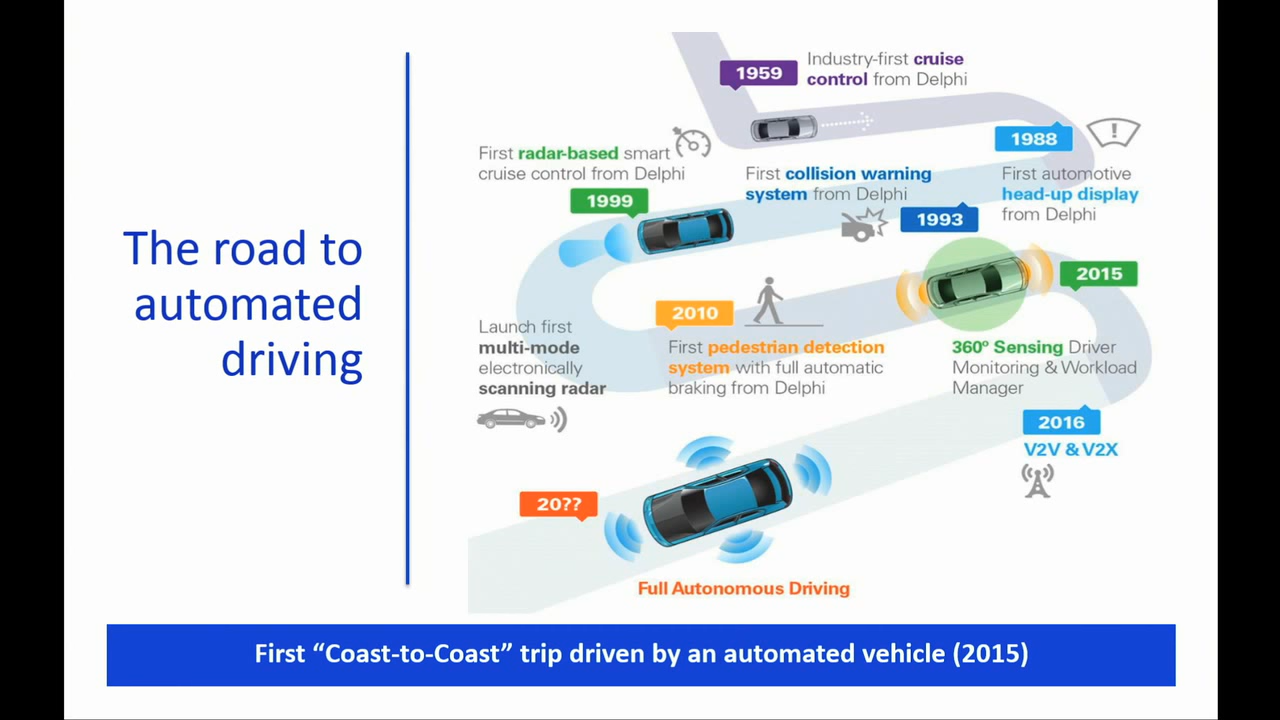 The road to
automated
driving
1959
Industry-first cruise
control from Delphi
1988
First automotive
head-up display
from Delphi
First collision warning
system from Delphi
1993
First radar-based smart
cruise control from Delphi
1999
Launch first
multi-mode
electronically
scanning radar
2010
First pedestrian detection
system with full automatic
braking from Delphi
2015
360º Sensing Driver
Monitoring & Workload
Manager
2016
V2V & V2X
20??
Full Autonomous Driving
First “Coast-to-Coast” trip driven by an automated vehicle (2015)